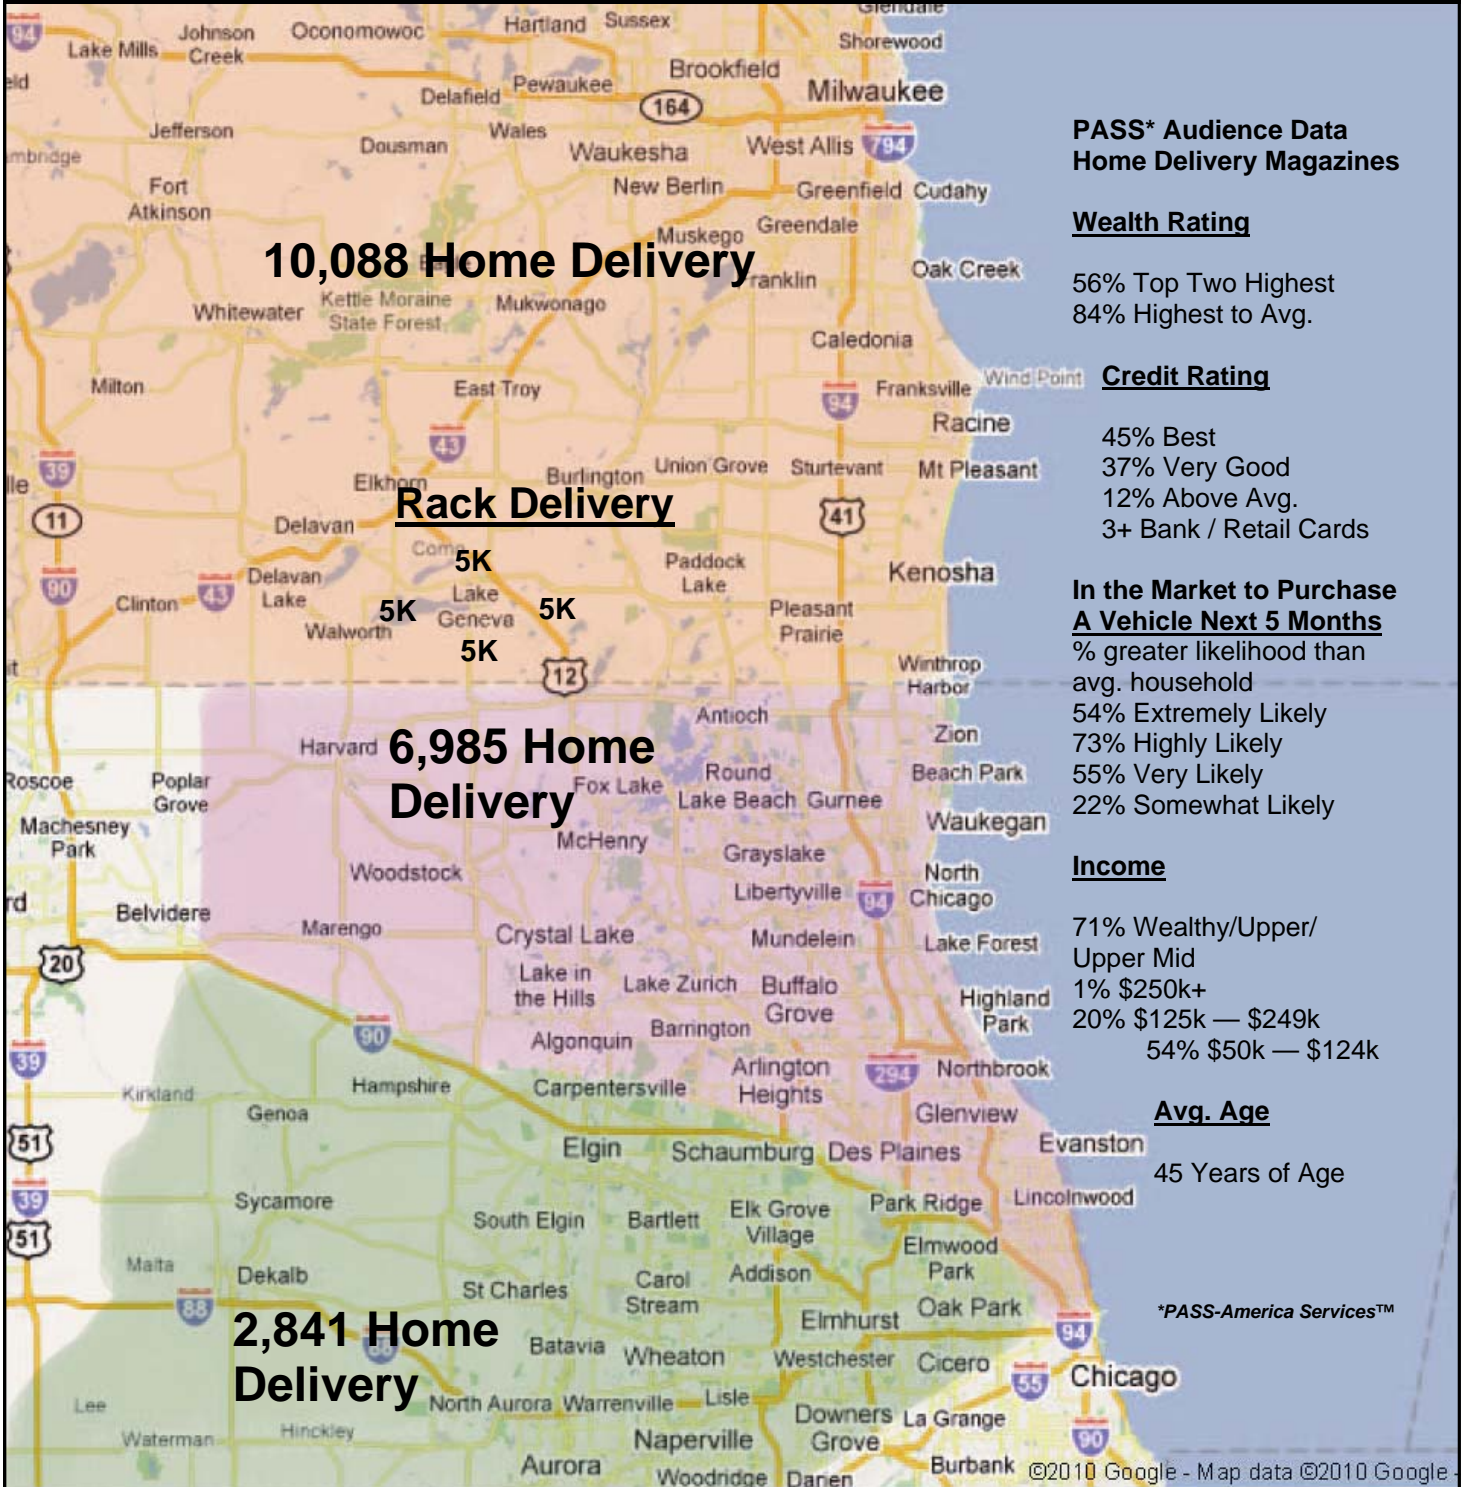 Glendale
94
Johnson
Creek
Oconomowoc
Hartland
Sussex
Lake Mills
Shorewood
Brookfield
Pewaukee
Delafield
164
Milwaukee
Jefferson
Dousman
Wales
Waukesha
West Allis
794
mbridge
Fort
Atkinson
New Berlin
Greenfield
Cudahy
Muskego
Greendale
10,088 Home Delivery
ranklin
Oak Creek
Whitewater
Kettle Moraine
State Forest
Mukwonago
Caledonia
Milton
East Troy
94
Franksville
Wind Point
Racine
43
39
Elkhorn
Burlington
Union Grove
Sturtevant
Mt Pleasant
Rack Delivery
11
Delavan
41
Como
5K
Paddock
Lake
Kenosha
90
Clinton
43
Delavan
Lake
5K
Lake
Geneva
5K
Walworth
5K
Pleasant
Prairie
12
Winthrop
Harbor
Antioch
Harvard
6,985 Home
Delivery
Zion
Roscoe
Poplar
Grove
Fox Lake
Round
Lake Beach
Gurnee
Beach Park
Machesney
Park
McHenry
Waukegan
Woodstock
Grayslake
Libertyville
94
North
Chicago
rd
Belvidere
Marengo
Crystal Lake
Mundelein
Lake Forest
20
Lake in
the Hills
Lake Zurich
Buffalo
Grove
Highland
Park
90
Algonquin
Barrington
39
Arlington
Heights
294
Northbrook
Kirkland
Hampshire
Carpentersville
Genoa
Glenview
51
Elgin
Schaumburg
Des Plaines
Evanston
39
Sycamore
Park Ridge
Lincolnwood
51
South Elgin
Bartlett
Elk Grove
Village
Elmwood
Park
Malta
Dekalb
St Charles
Carol
Stream
Addison
88
Elmhurst
Oak Park
2,841 Home
Delivery
88
Batavia
Wheaton
Westchester
Cicero
94
55
Chicago
Lee
North Aurora
Warrenville
Lisle
Downers
Grove
La Grange
Waterman
Hinckley
Naperville
90
Aurora
Woodridge
Darien
Burbank
©2010 Google - Map data ©2010 Google -
PASS* Audience Data
Home Delivery Magazines
Wealth Rating
56% Top Two Highest
84% Highest to Avg.
Credit Rating
45% Best
37% Very Good
12% Above Avg.
3+ Bank / Retail Cards
In the Market to Purchase
A Vehicle Next 5 Months
% greater likelihood than
avg. household
54% Extremely Likely
73% Highly Likely
55% Very Likely
22% Somewhat Likely
Income
71% Wealthy/Upper/
Upper Mid
1% $250k+
20% $125k — $249k
54% $50k — $124k
Avg. Age
45 Years of Age
*PASS-America Services™